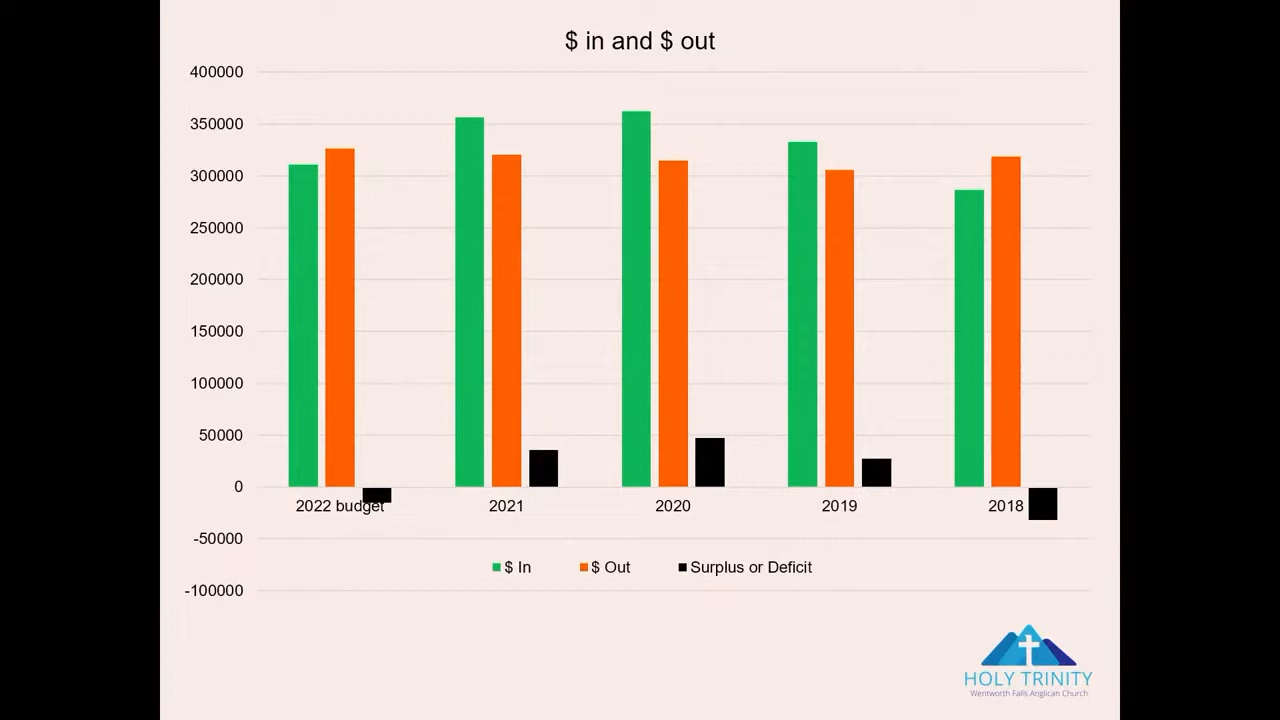 $ in and $ out
400000
350000
300000
250000
200000
150000
100000
50000
0
2022 budget 2021 2020 2019 2018
-50000
$ In $ Out Surplus or Deficit
-100000
HOLY TRINITY
Wentworth Falls Anglican Church